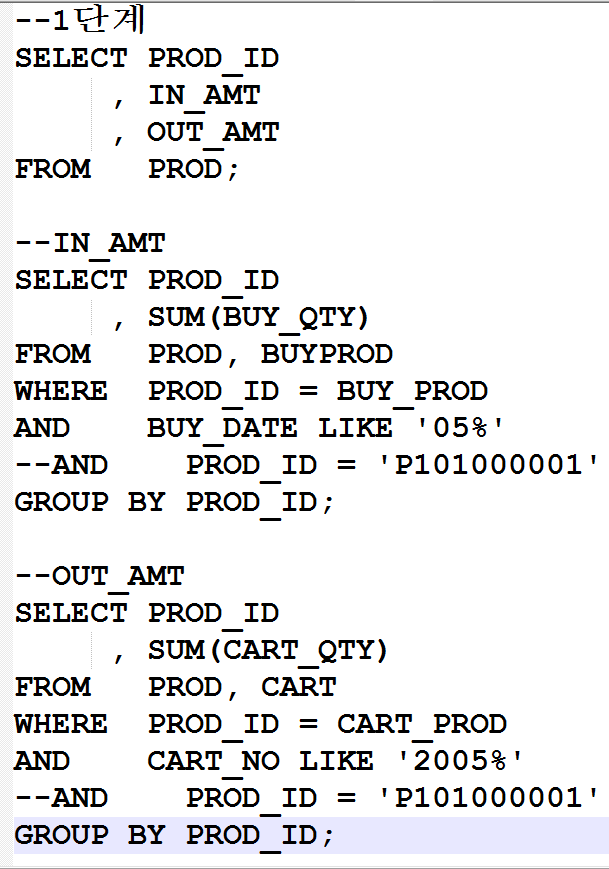 --1단계
SELECT PROD_ID
, IN_AMT
, OUT_AMT
FROM PROD;
--IN_AMT
SELECT PROD_ID
, SUM(BUY_QTY)
FROM PROD, BUYPROD
WHERE PROD_ID = BUY_PROD
AND BUY_DATE LIKE '05%'
--AND PROD_ID = 'P101000001'
GROUP BY PROD_ID;
--OUT_AMT
SELECT PROD_ID
, SUM(CART_QTY)
FROM PROD, CART
WHERE PROD_ID = CART_PROD
AND CART_NO LIKE '2005%'
--AND PROD_ID = 'P101000001'
GROUP BY PROD_ID;